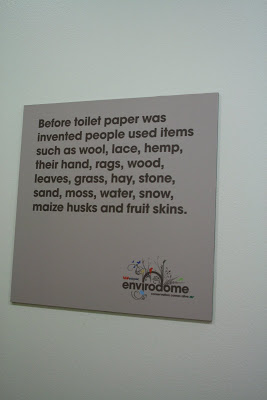 Before toilet paper was
invented people used items
such as wool, lace, hemp,
their hand, rags, wood,
leaves, grass, hay, stone,
sand, moss, water, snow,
maize husks and fruit skins.
envirodome